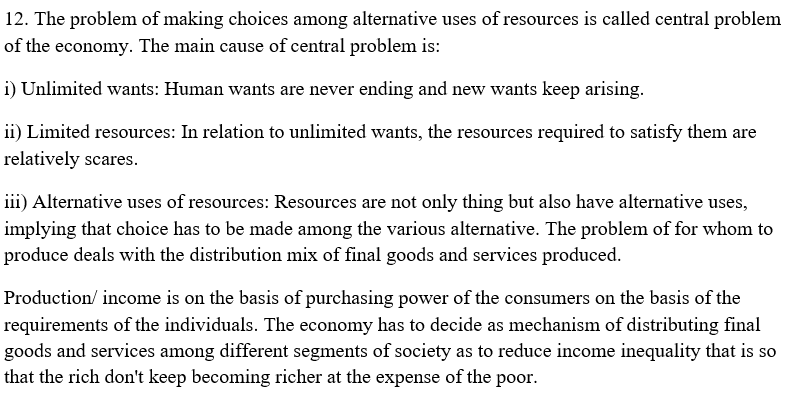 12. The problem of making choices among alternative uses of resources is called central problem
of the economy. The main cause of central problem is:
i) Unlimited wants: Human wants are never ending and new wants keep arising.
ii) Limited resources: In relation to unlimited wants, the resources required to satisfy them are
relatively scares.
iii) Alternative uses of resources: Resources are not only thing but also have alternative uses,
implying that choice has to be made among the various alternative. The problem of for whom to
produce deals with the distribution mix of final goods and services produced.
Production/ income is on the basis of purchasing power of the consumers on the basis of the
requirements of the individuals. The economy has to decide as mechanism of distributing final
goods and services among different segments of society as to reduce income inequality that is so
that the rich don't keep becoming richer at the expense of the poor.